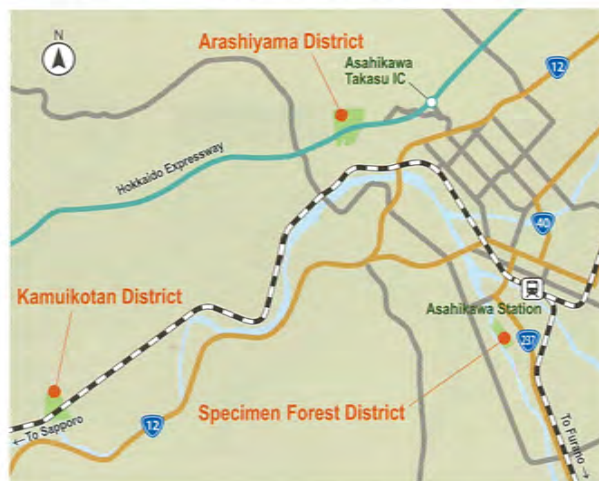 N
Arashiyama District
Asahikawa
Takasu IC
12
Hokkaido Expressway
40
Kamuikotan District
Asahikawa Station
237
Specimen Forest District
12
← To Sapporo
To Furano →